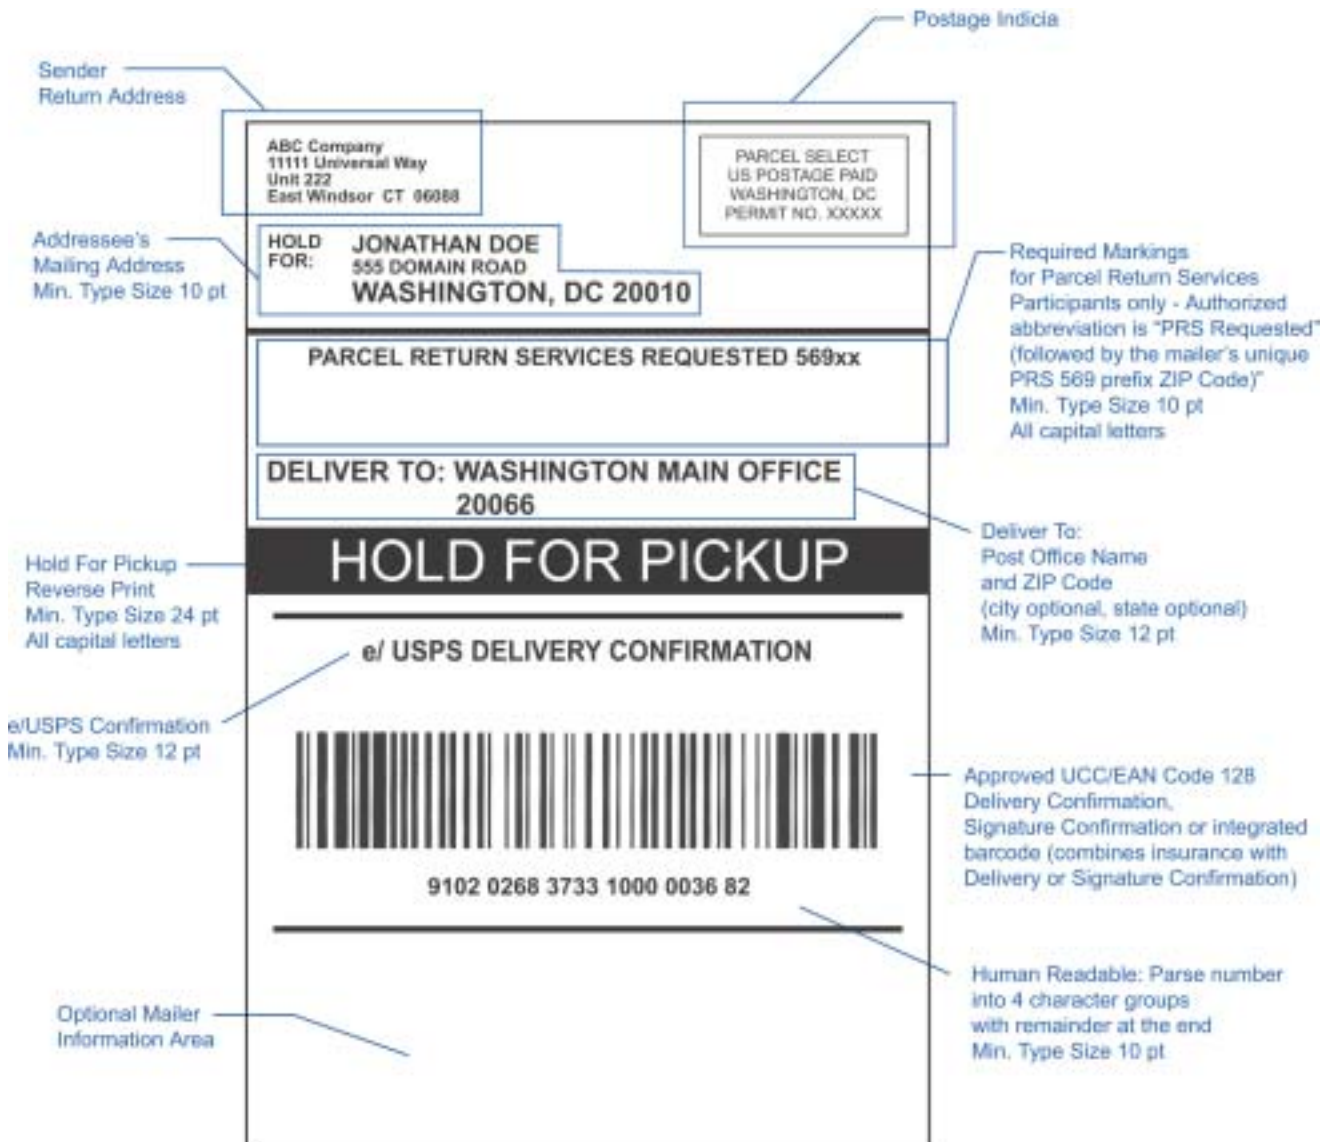 Postage Indicia
Sender
Return Address
ABC Company
11111 Universal Way
Unit 222
East Windsor CT 06088
PARCEL SELECT
US POSTAGE PAID
WASHINGTON, DC
PERMIT NO. XXXXX
Addressee's
Mailing Address
Min. Type Size 10 pt
HOLD
FOR:
JONATHAN DOE
555 DOMAIN ROAD
WASHINGTON, DC 20010
Required Markings
for Parcel Return Services
Participants only - Authorized
abbreviation is "PRS Requested"
(followed by the mailer's unique
PRS 569 prefix ZIP Code)"
Min. Type Size 10 pt
All capital letters
PARCEL RETURN SERVICES REQUESTED 569xx
DELIVER TO: WASHINGTON MAIN OFFICE
20066
Deliver To:
Post Office Name
and ZIP Code
(city optional, state optional)
Min. Type Size 12 pt
Hold For Pickup
Reverse Print
Min. Type Size 24 pt
All capital letters
HOLD FOR PICKUP
e/ USPS DELIVERY CONFIRMATION
e/USPS Confirmation
Min. Type Size 12 pt
Approved UCC/EAN Code 128
Delivery Confirmation,
Signature Confirmation or integrated
barcode (combines insurance with
Delivery or Signature Confirmation)
9102 0268 3733 1000 0036 82
Human Readable: Parse number
into 4 character groups
with remainder at the end
Min. Type Size 10 pt
Optional Mailer
Information Area